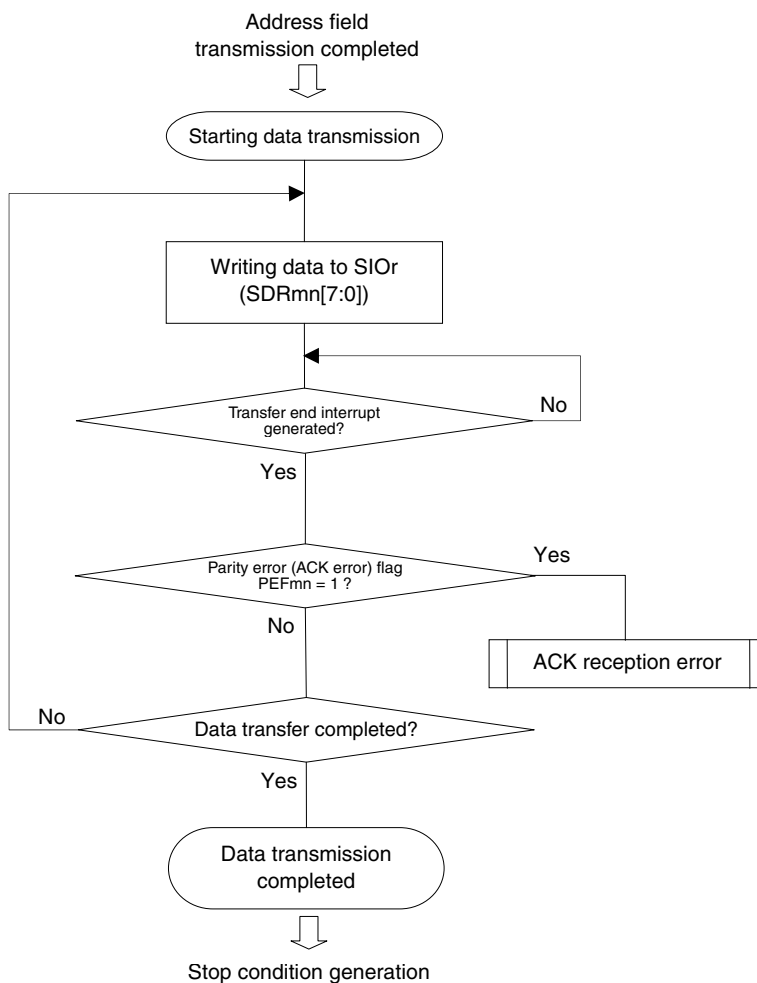 Address field
transmission completed
Starting data transmission
Writing data to SIOr
(SDRmn[7:0])
Transfer end interrupt
generated?
No
Yes
Parity error (ACK error) flag
PEFmn = 1 ?
Yes
No
ACK reception error
Data transfer completed?
No
Yes
Data transmission
completed
Stop condition generation